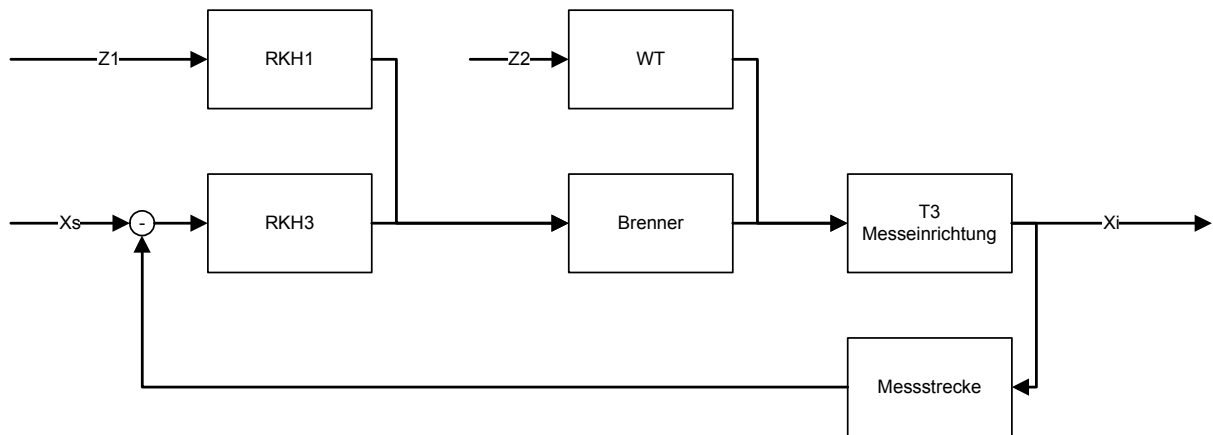 Z1
RKH1
Z2
WT
Xs
-
RKH3
Brenner
T3
Messeinrichtung
Xi
Messstrecke